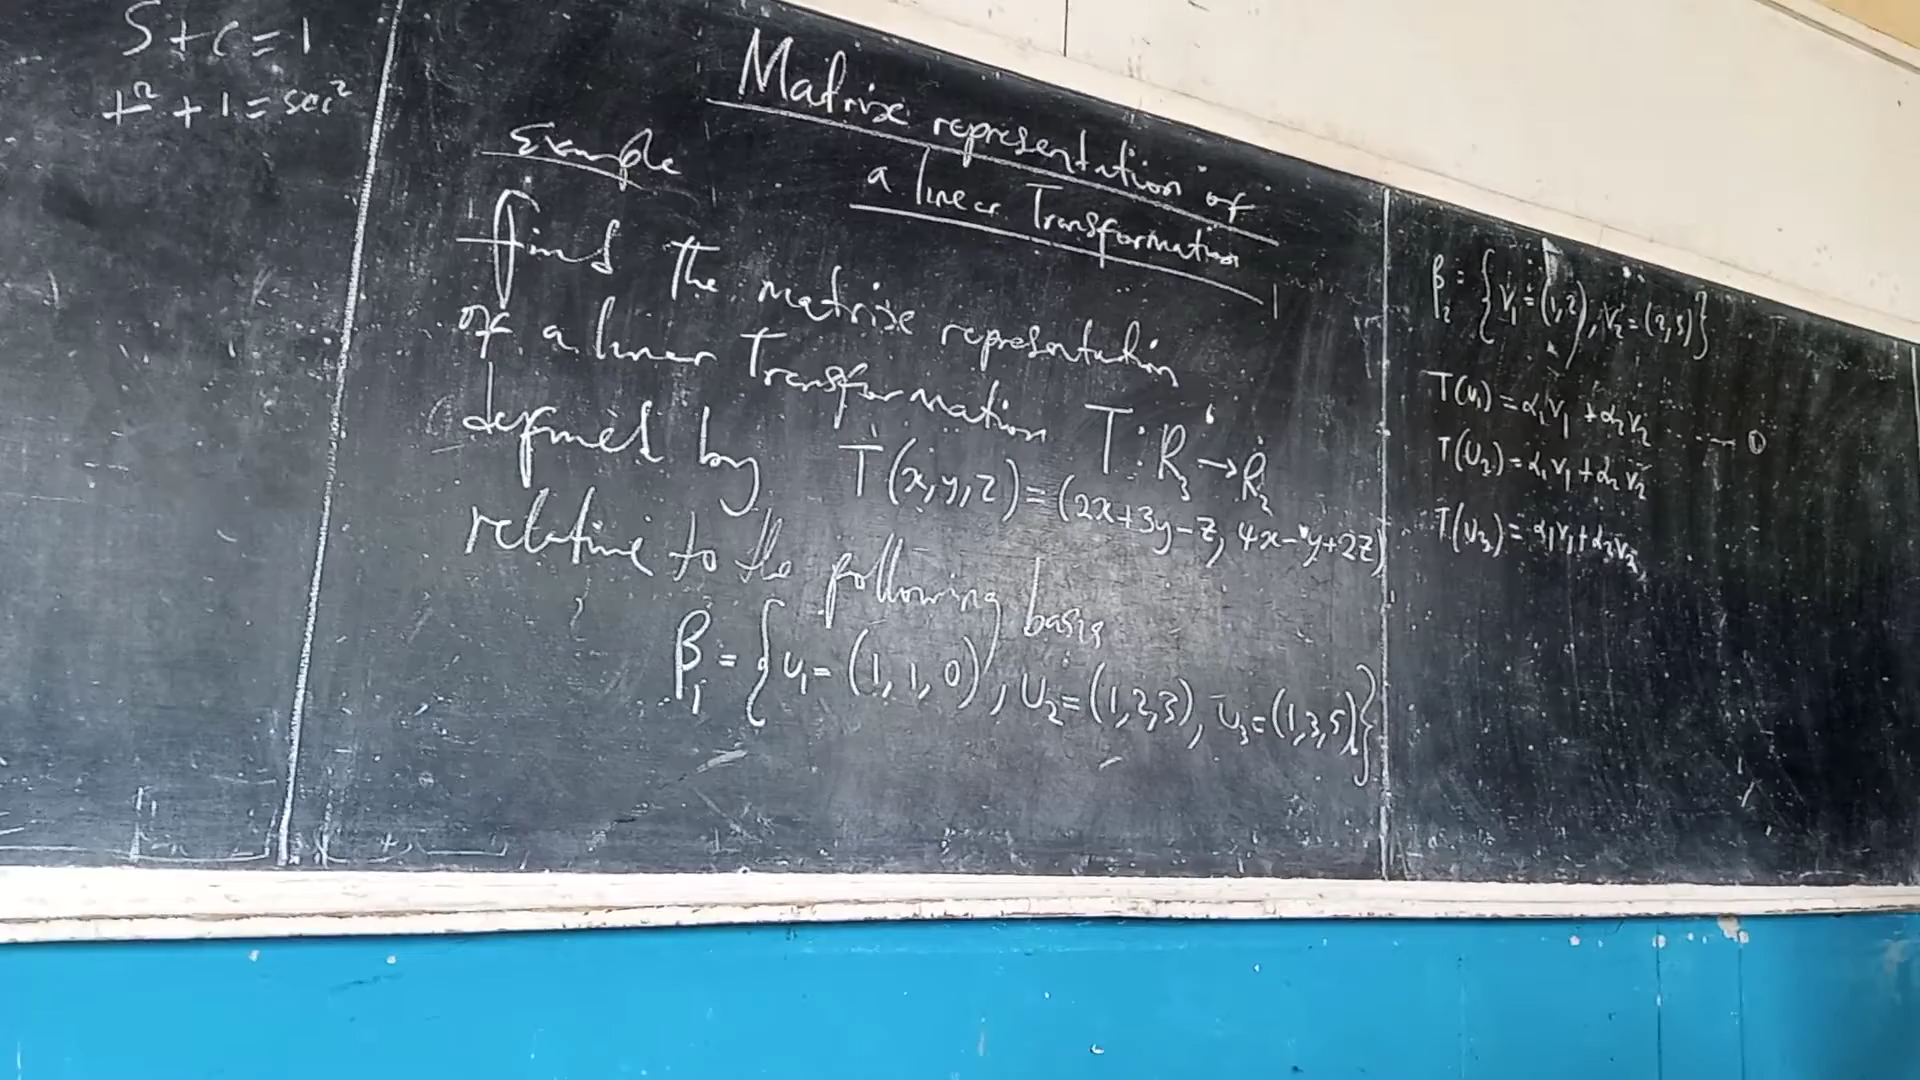 S + C = 1
t² + 1 = sec²
Matrix representation of
a linear Transformation
Example
find the matrix representation
of a linear Transformation T: R₃ → R₂
defined by T(x,y,z) = (2x+3y-z, 4x-y+2z)
relative to the following basis
β₁ = {u₁ = (1,1,0), U₂ = (1,2,3), u₃ = (1,3,5)}
β₂ = {V₁ = (1,2), V₂ = (2,5)}
T(u₁) = α₁V₁ + α₂V₂ ---- ①
T(U₂) = α₁V₁ + α₂V₂
T(U₃) = α₁V₁ + α₂V₂